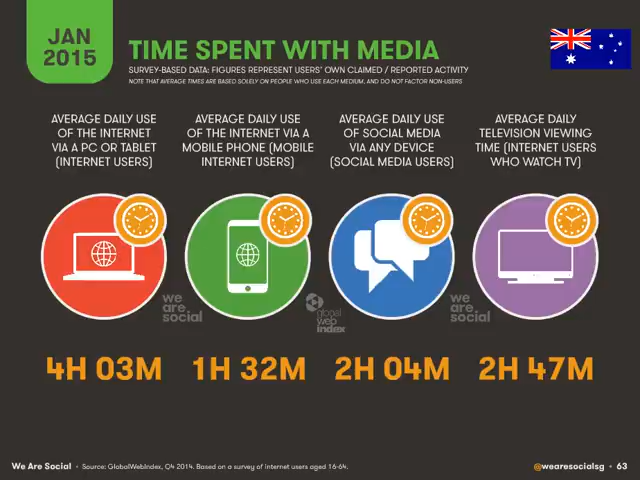 JAN
2015
TIME SPENT WITH MEDIA
SURVEY-BASED DATA: FIGURES REPRESENT USERS' OWN CLAIMED / REPORTED ACTIVITY
NOTE THAT AVERAGE TIMES ARE BASED SOLELY ON PEOPLE WHO USE EACH MEDIUM, AND DO NOT FACTOR NON-USERS
AVERAGE DAILY USE
OF THE INTERNET
VIA A PC OR TABLET
(INTERNET USERS)
AVERAGE DAILY USE
OF THE INTERNET VIA A
MOBILE PHONE (MOBILE
INTERNET USERS)
AVERAGE DAILY USE
OF SOCIAL MEDIA
VIA ANY DEVICE
(SOCIAL MEDIA USERS)
AVERAGE DAILY
TELEVISION VIEWING
TIME (INTERNET USERS
WHO WATCH TV)
we
are
social
global
web
index
we
are
social
4H 03M
1H 32M
2H 04M
2H 47M
We Are Social • Source: GlobalWebIndex, Q4 2014. Based on a survey of internet users aged 16-64.
@wearesocialsg • 63